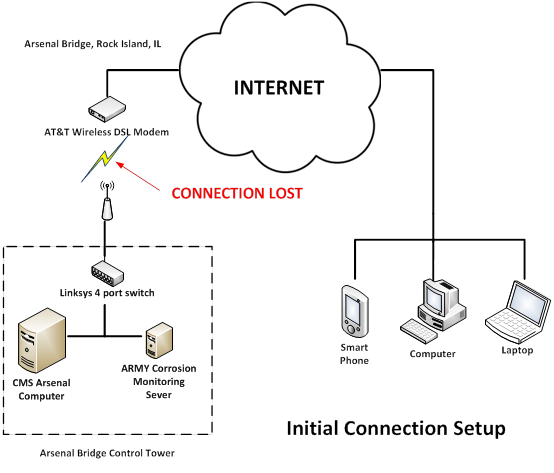 Arsenal Bridge, Rock Island, IL
INTERNET
AT&T Wireless DSL Modem
CONNECTION LOST
Linksys 4 port switch
CMS Arsenal
Computer
ARMY Corrosion
Monitoring
Sever
Smart
Phone
Computer
Laptop
Initial Connection Setup
Arsenal Bridge Control Tower